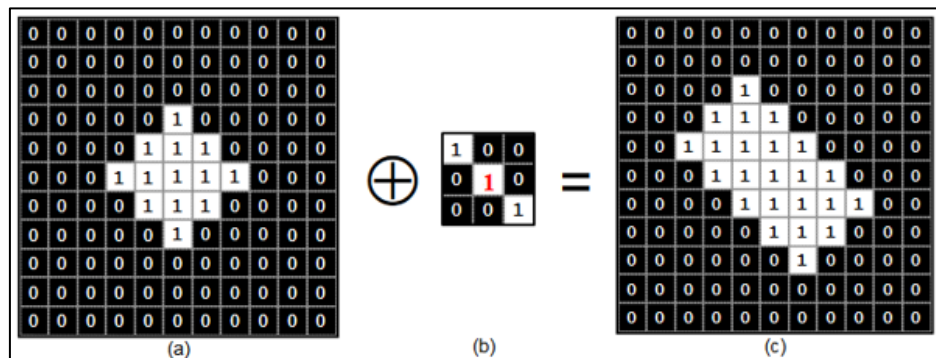 0 0 0 0 0 0 0 0 0 0 0
0 0 0 0 0 0 0 0 0 0 0
0 0 0 0 0 0 0 0 0 0 0
0 0 0 0 0 1 0 0 0 0 0
0 0 0 0 1 1 1 0 0 0 0
0 0 0 1 1 1 1 1 0 0 0
0 0 0 0 1 1 1 0 0 0 0
0 0 0 0 0 1 0 0 0 0 0
0 0 0 0 0 0 0 0 0 0 0
0 0 0 0 0 0 0 0 0 0 0
0 0 0 0 0 0 0 0 0 0 0
(a)
⊕
1 0 0
0 1 0
0 0 1
(b)
=
0 0 0 0 0 0 0 0 0 0 0
0 0 0 0 0 0 0 0 0 0 0
0 0 0 0 1 0 0 0 0 0 0
0 0 0 1 1 1 0 0 0 0 0
0 0 1 1 1 1 1 0 0 0 0
0 0 0 1 1 1 1 1 0 0 0
0 0 0 0 1 1 1 1 1 0 0
0 0 0 0 0 1 1 1 0 0 0
0 0 0 0 0 0 1 0 0 0 0
0 0 0 0 0 0 0 0 0 0 0
0 0 0 0 0 0 0 0 0 0 0
(c)